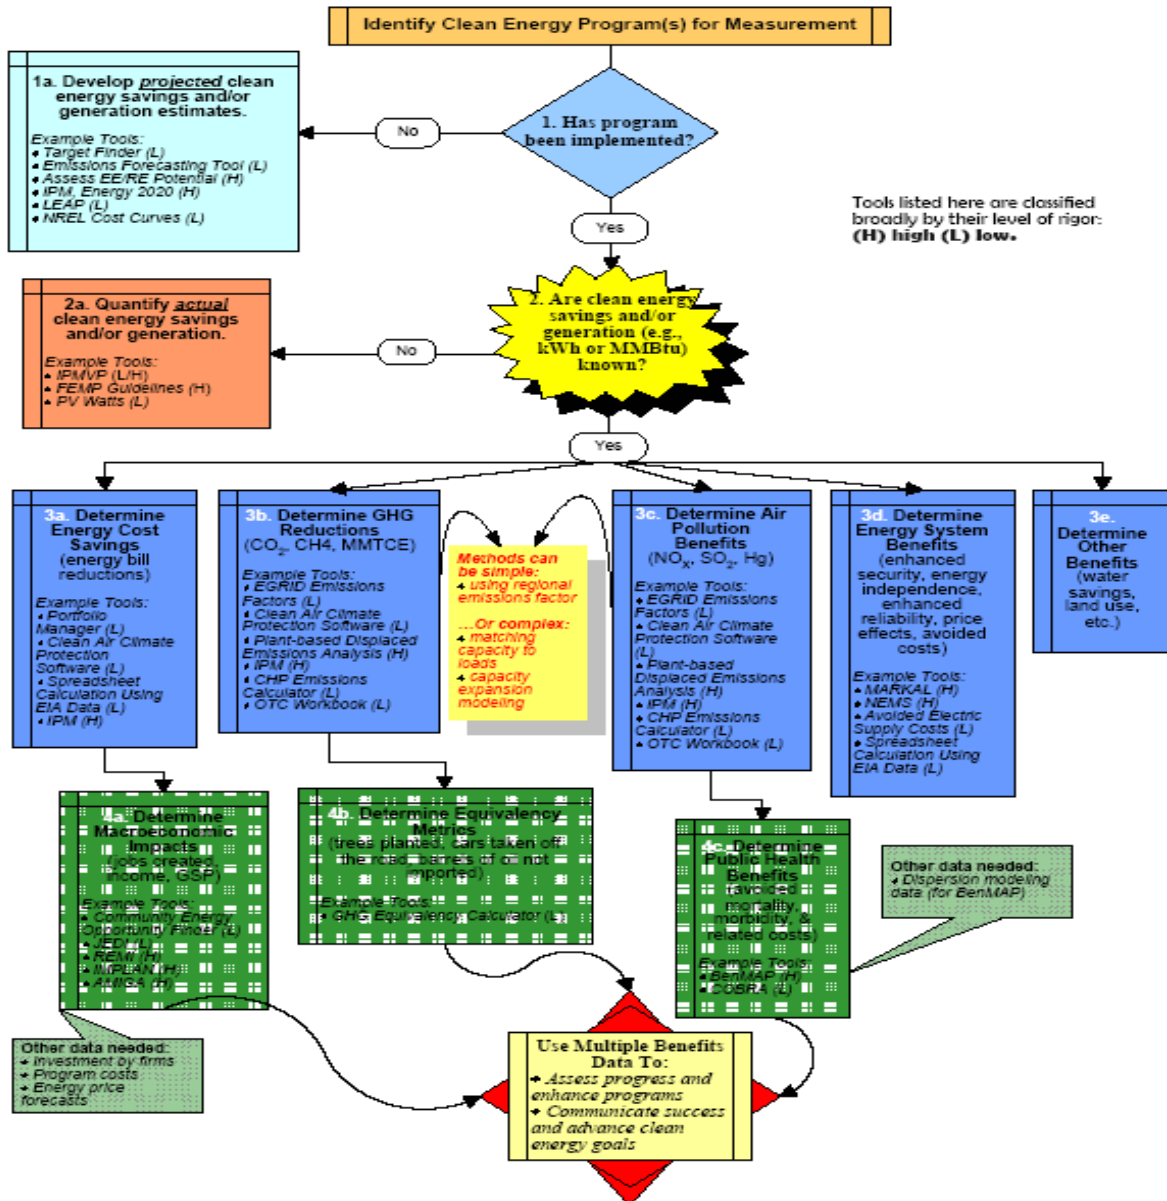 Identify Clean Energy Program(s) for Measurement
1a. Develop projected clean
energy savings and/or
generation estimates.
Example Tools:
Target Finder (L)
Emissions Forecasting Tool (L)
Assess EE/RE Potential (H)
IPM, Energy 2020 (H)
LEAP (L)
NREL Cost Curves (L)
No
1. Has program
been implemented?
Yes
Tools listed here are classified
broadly by their level of rigor:
(H) high (L) low.
2a. Quantify actual
clean energy savings
and/or generation.
Example Tools:
IPMVP (L/H)
FEMP Guidelines (H)
PV Watts (L)
No
2. Are clean energy
savings and/or
generation (e.g.,
kWh or MMBtu)
known?
Yes
3a. Determine
Energy Cost
Savings
(energy bill
reductions)
Example Tools:
Portfolio
Manager (L)
Clean Air Climate
Protection
Software (L)
Spreadsheet
Calculation Using
EIA Data (L)
IPM (H)
3b. Determine GHG
Reductions
(CO2, CH4, MMTCE)
Example Tools:
EGRID Emissions
Factors (L)
Clean Air Climate
Protection Software (L)
Plant-based Displaced
Emissions Analysis (H)
IPM (H)
CHP Emissions
Calculator (L)
OTC Workbook (L)
Methods can
be simple:
using regional
emissions factor
...Or complex:
matching
capacity to
loads
capacity
expansion
modeling
3c. Determine Air
Pollution
Benefits
(NOX, SO2, Hg)
Example Tools:
EGRID Emissions
Factors (L)
Clean Air Climate
Protection Software
(L)
Plant-based
Displaced Emissions
Analysis (H)
IPM (H)
CHP Emissions
Calculator (L)
OTC Workbook (L)
3d. Determine
Energy System
Benefits
(enhanced
security, energy
independence,
enhanced
reliability, price
effects, avoided
costs)
Example Tools:
MARKAL (H)
NEMS (H)
Avoided Electric
Supply Costs (L)
Spreadsheet
Calculation Using
EIA Data (L)
3e.
Determine
Other
Benefits
(water
savings,
land use,
etc.)
4a. Determine
Macroeconomic
Impacts
(jobs created,
income, GSP)
Example Tools:
Community Energy
Opportunity Finder (L)
JEDI (L)
REMI (H)
IMPLAN (H)
AMIGA (H)
4b. Determine Equivalency
Metrics
(trees planted, cars taken off
the road, barrels of oil not
imported)
Example Tools:
GHG Equivalency Calculator (L)
4c. Determine
Public Health
Benefits
(avoided
mortality,
morbidity, &
related costs)
Example Tools:
BenMAP (H)
COBRA (L)
Other data needed:
Dispersion modeling
data (for BenMAP)
Other data needed:
Investment by firms
Program costs
Energy price
forecasts
Use Multiple Benefits
Data To:
Assess progress and
enhance programs
Communicate success
and advance clean
energy goals